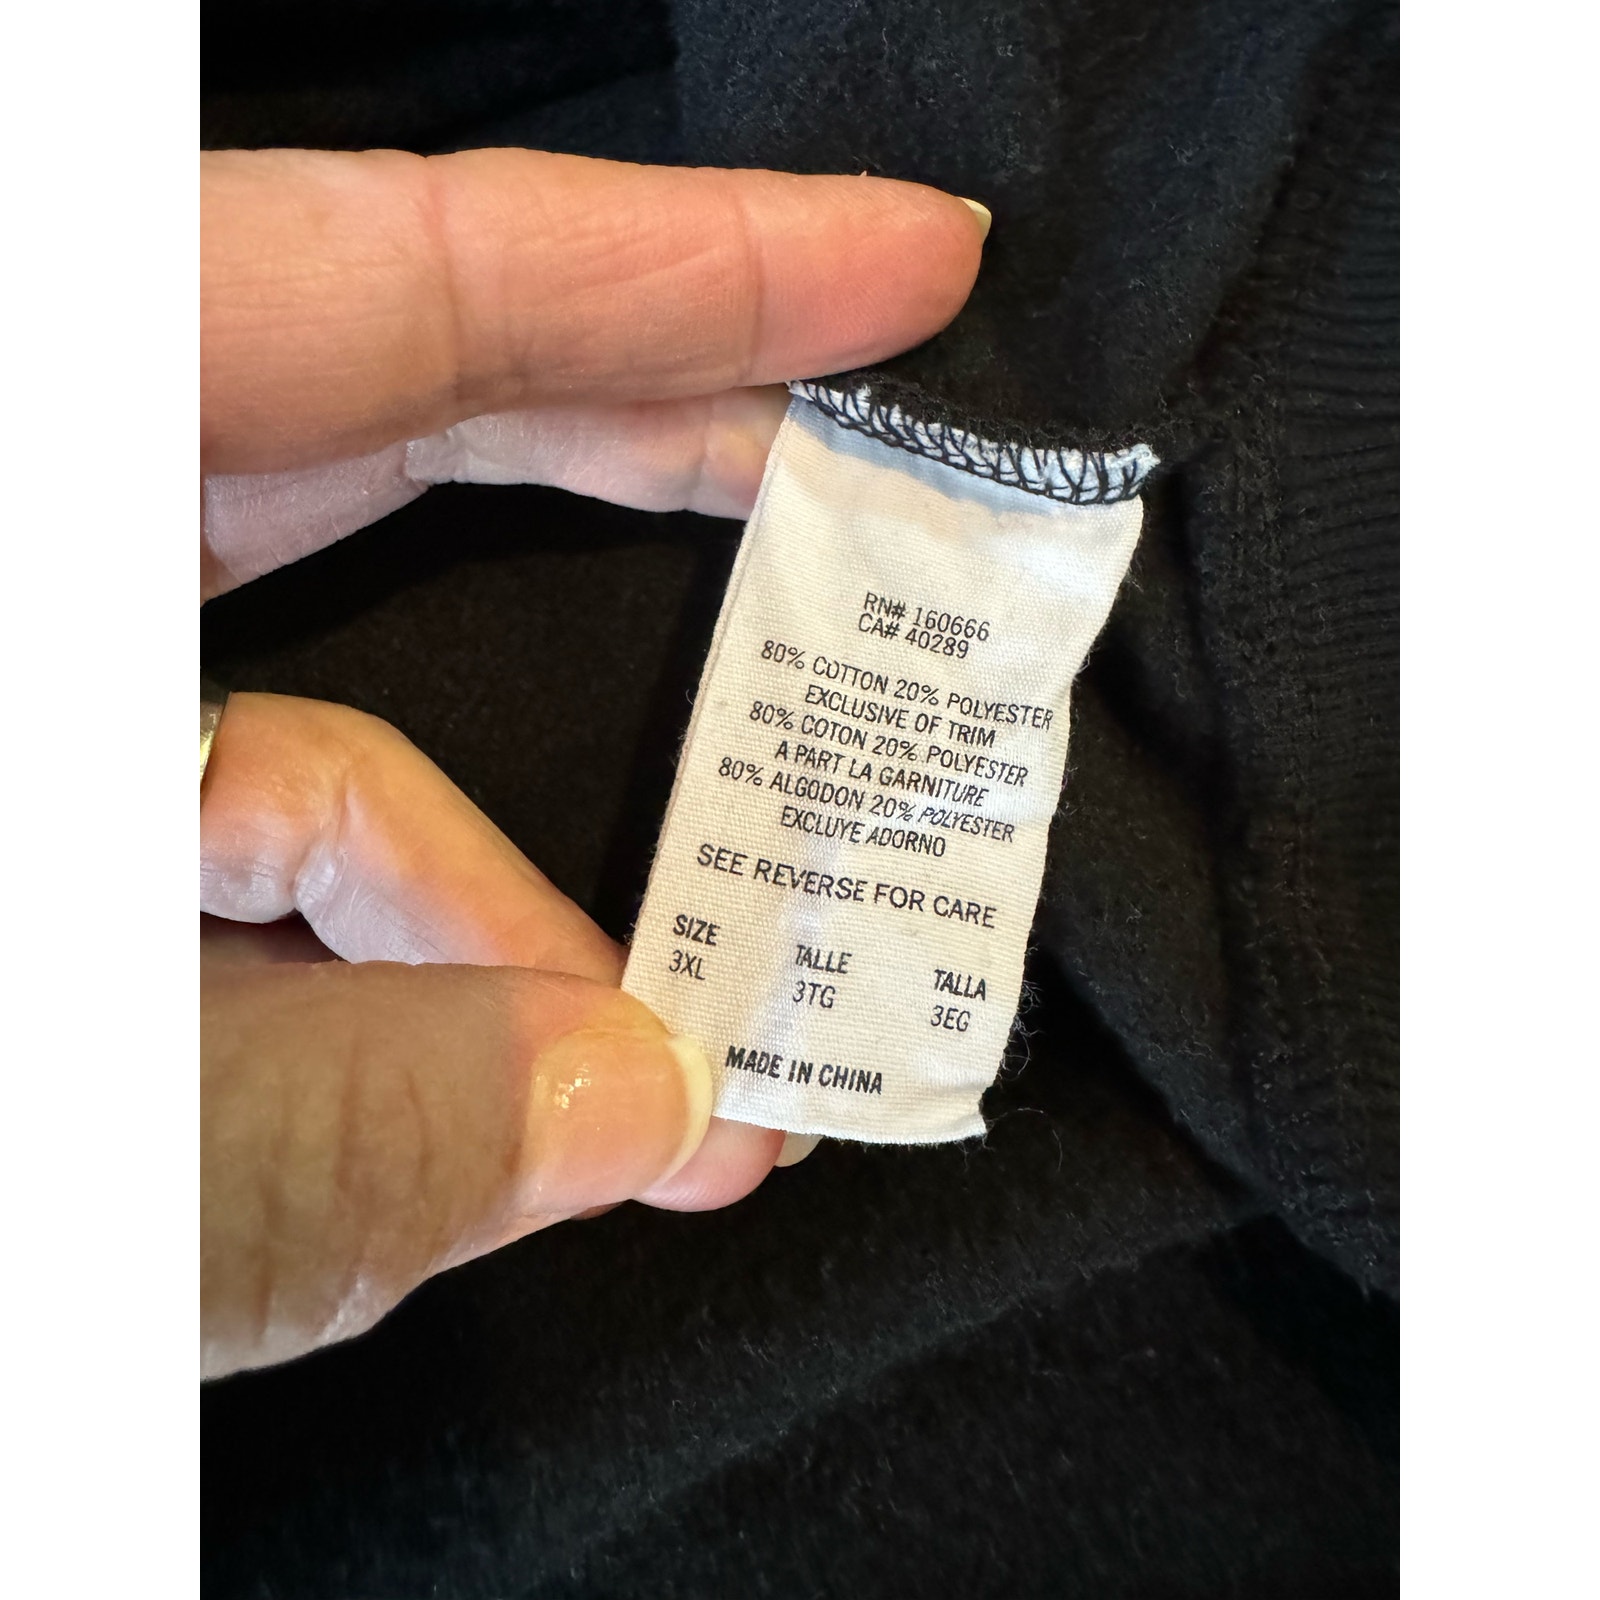 RN# 160666
CA# 40289
80% COTTON 20% POLYESTER
EXCLUSIVE OF TRIM
80% COTON 20% POLYESTER
A PART LA GARNITURE
80% ALGODON 20% POLYESTER
EXCLUYE ADORNO
SEE REVERSE FOR CARE
SIZE TALLE TALLA
3XL 3TG 3EG
MADE IN CHINA